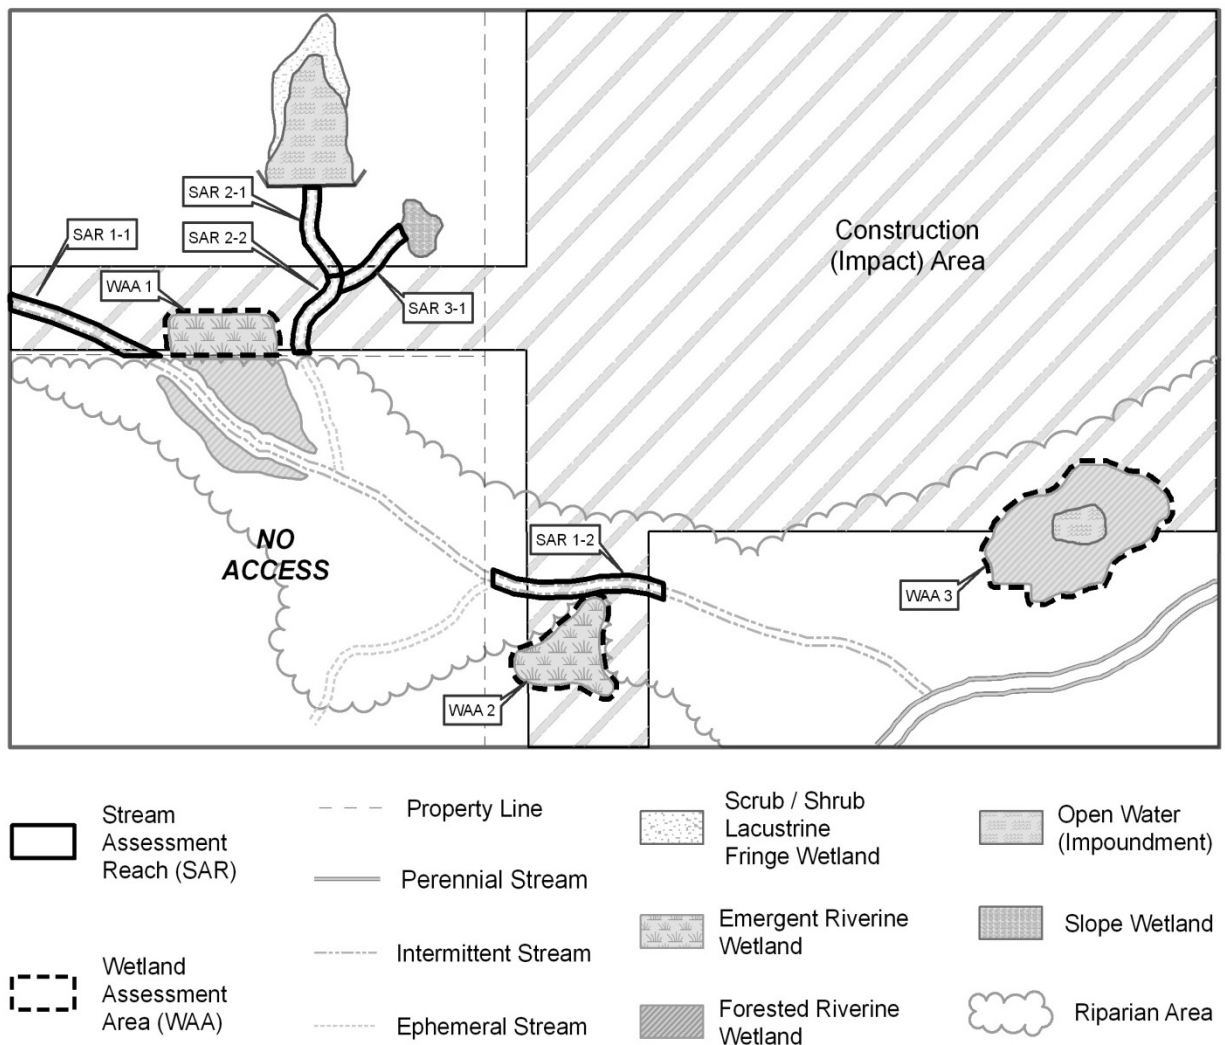 SAR 2-1
SAR 2-2
SAR 1-1
WAA 1
SAR 3-1
Construction
(Impact) Area
NO
ACCESS
SAR 1-2
WAA 3
WAA 2
Stream
Assessment
Reach (SAR)
Wetland
Assessment
Area (WAA)
Property Line
Perennial Stream
Intermittent Stream
Ephemeral Stream
Scrub / Shrub
Lacustrine
Fringe Wetland
Emergent Riverine
Wetland
Forested Riverine
Wetland
Open Water
(Impoundment)
Slope Wetland
Riparian Area